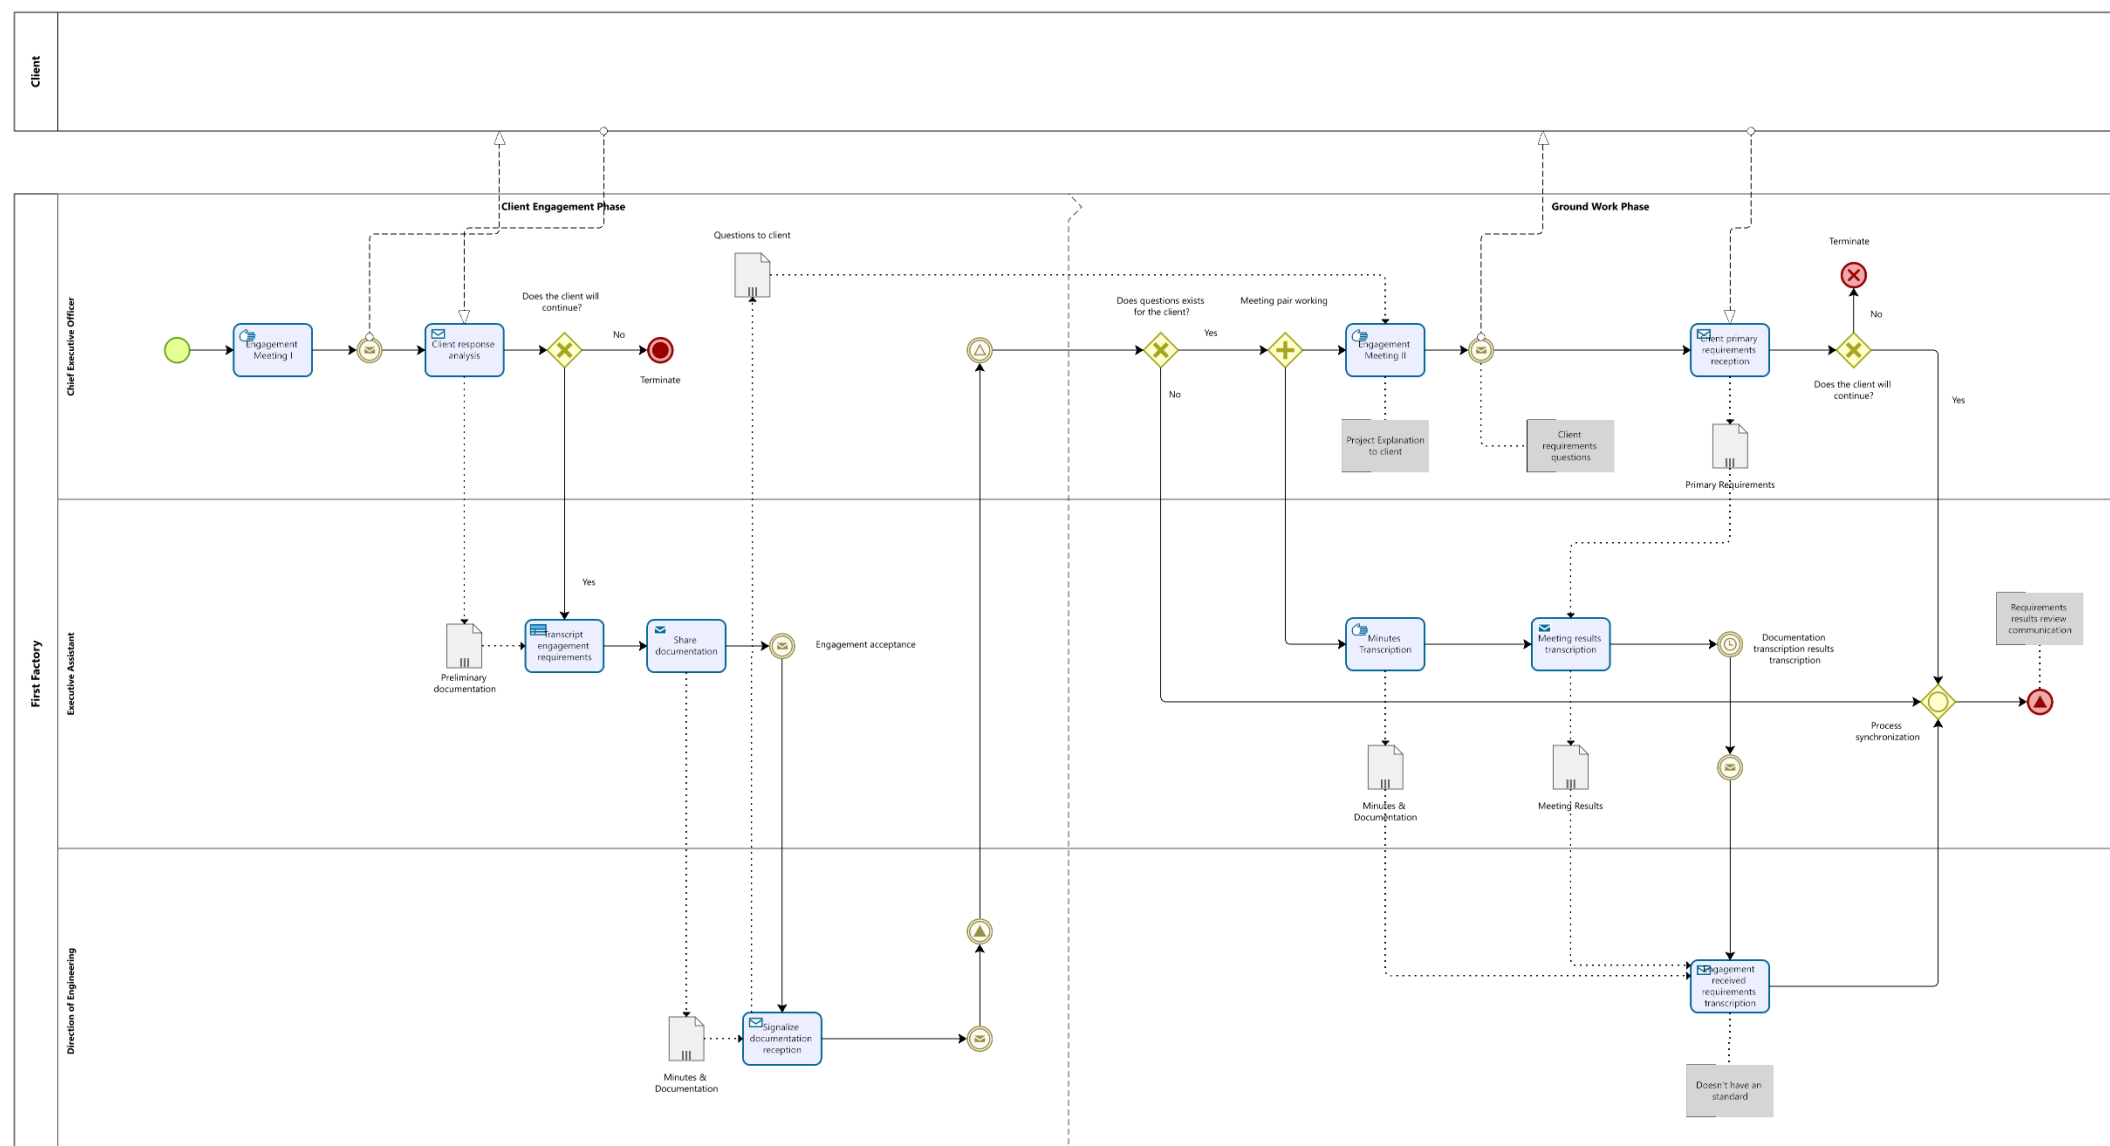 Client
First Factory
Client Engagement Phase
Ground Work Phase
Chief Executive Officer
Engagement
Meeting I
Client response
analysis
Does the client will
continue?
No
Terminate
Yes
Questions to client
Does questions exists
for the client?
Yes
No
Meeting pair working
Engagement
Meeting II
Project Explanation
to client
Client
requirements
questions
Client primary
requirements
reception
Primary Requirements
Terminate
No
Does the client will
continue?
Yes
Executive Assistant
Preliminary
documentation
Transcript
engagement
requirements
Share
documentation
Engagement acceptance
Minutes
Transcription
Meeting results
transcription
Documentation
transcription results
transcription
Requirements
results review
communication
Process
synchronization
Minutes &
Documentation
Meeting Results
Direction of Engineering
Minutes &
Documentation
Signalize
documentation
reception
Engagement
received
requirements
transcription
Doesn't have an
standard